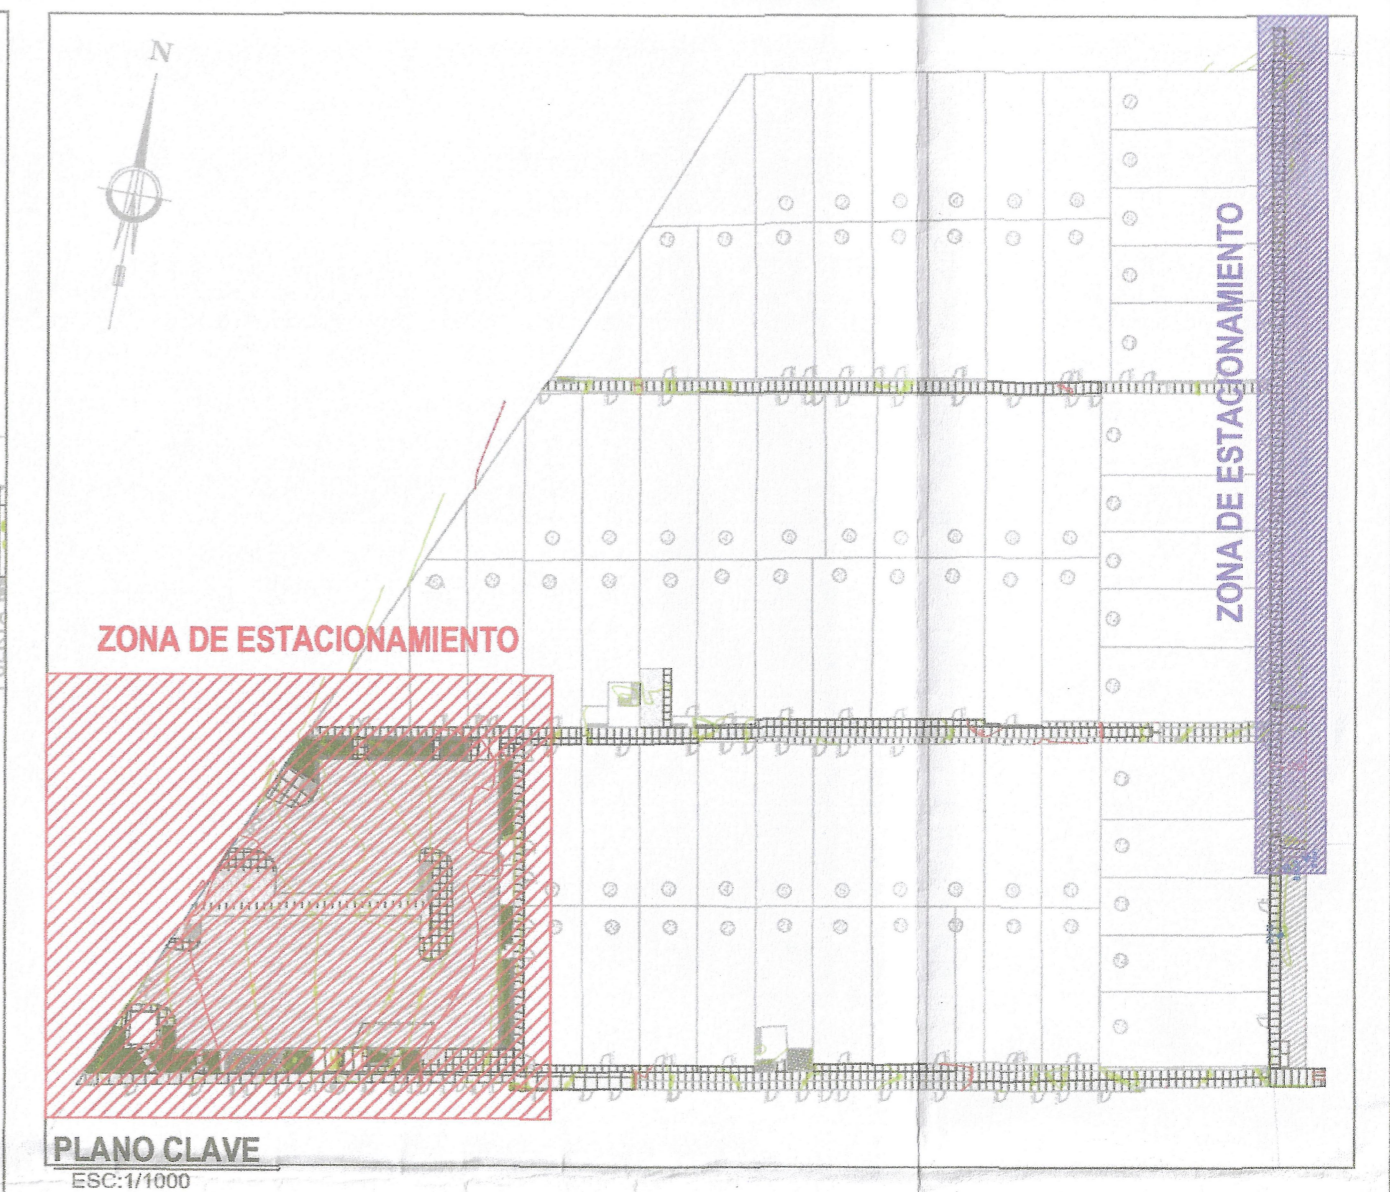 N
ZONA DE ESTACIONAMIENTO
ZONA DE ESTACIONAMIENTO
PLANO CLAVE
ESC:1/1000